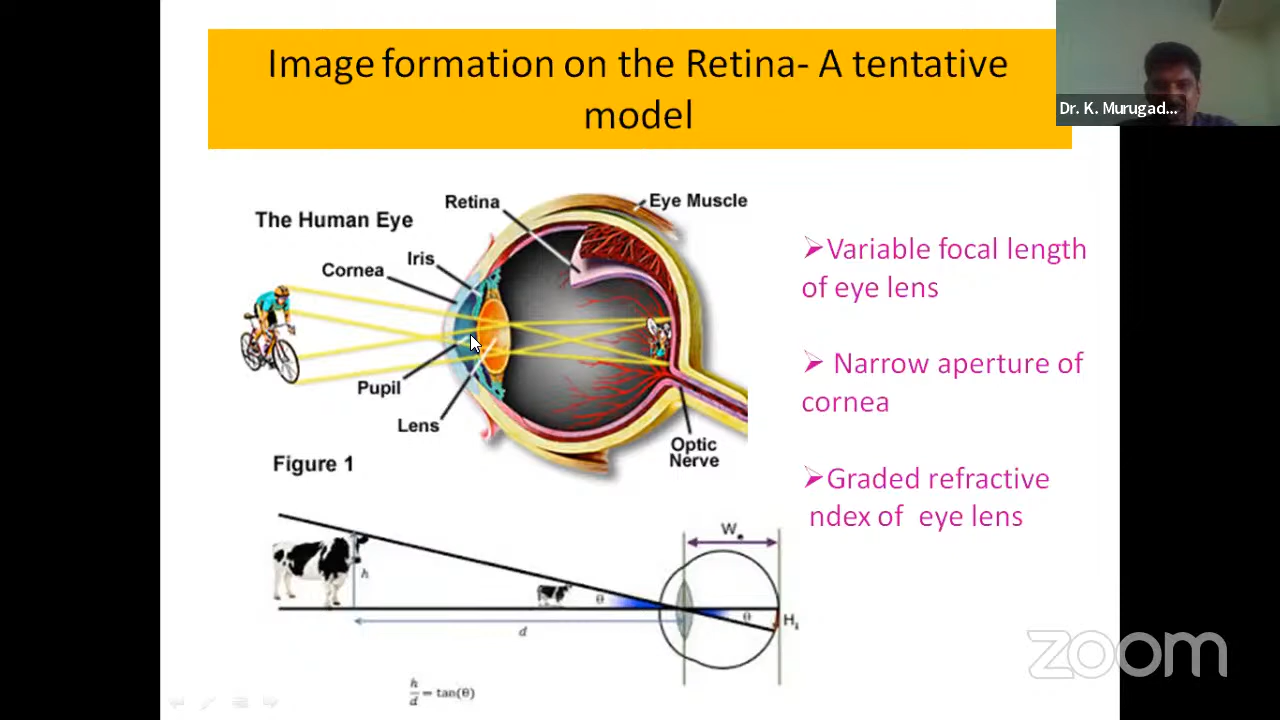 Image formation on the Retina- A tentative
model
Dr. K. Murugad...
The Human Eye
Retina
Eye Muscle
Iris
Cornea
Pupil
Lens
Optic
Nerve
Figure 1
➢Variable focal length
of eye lens
➢ Narrow aperture of
cornea
➢Graded refractive
ndex of eye lens
We
h
θ
θ
Hi
d
h/d = tan(θ)
zoom